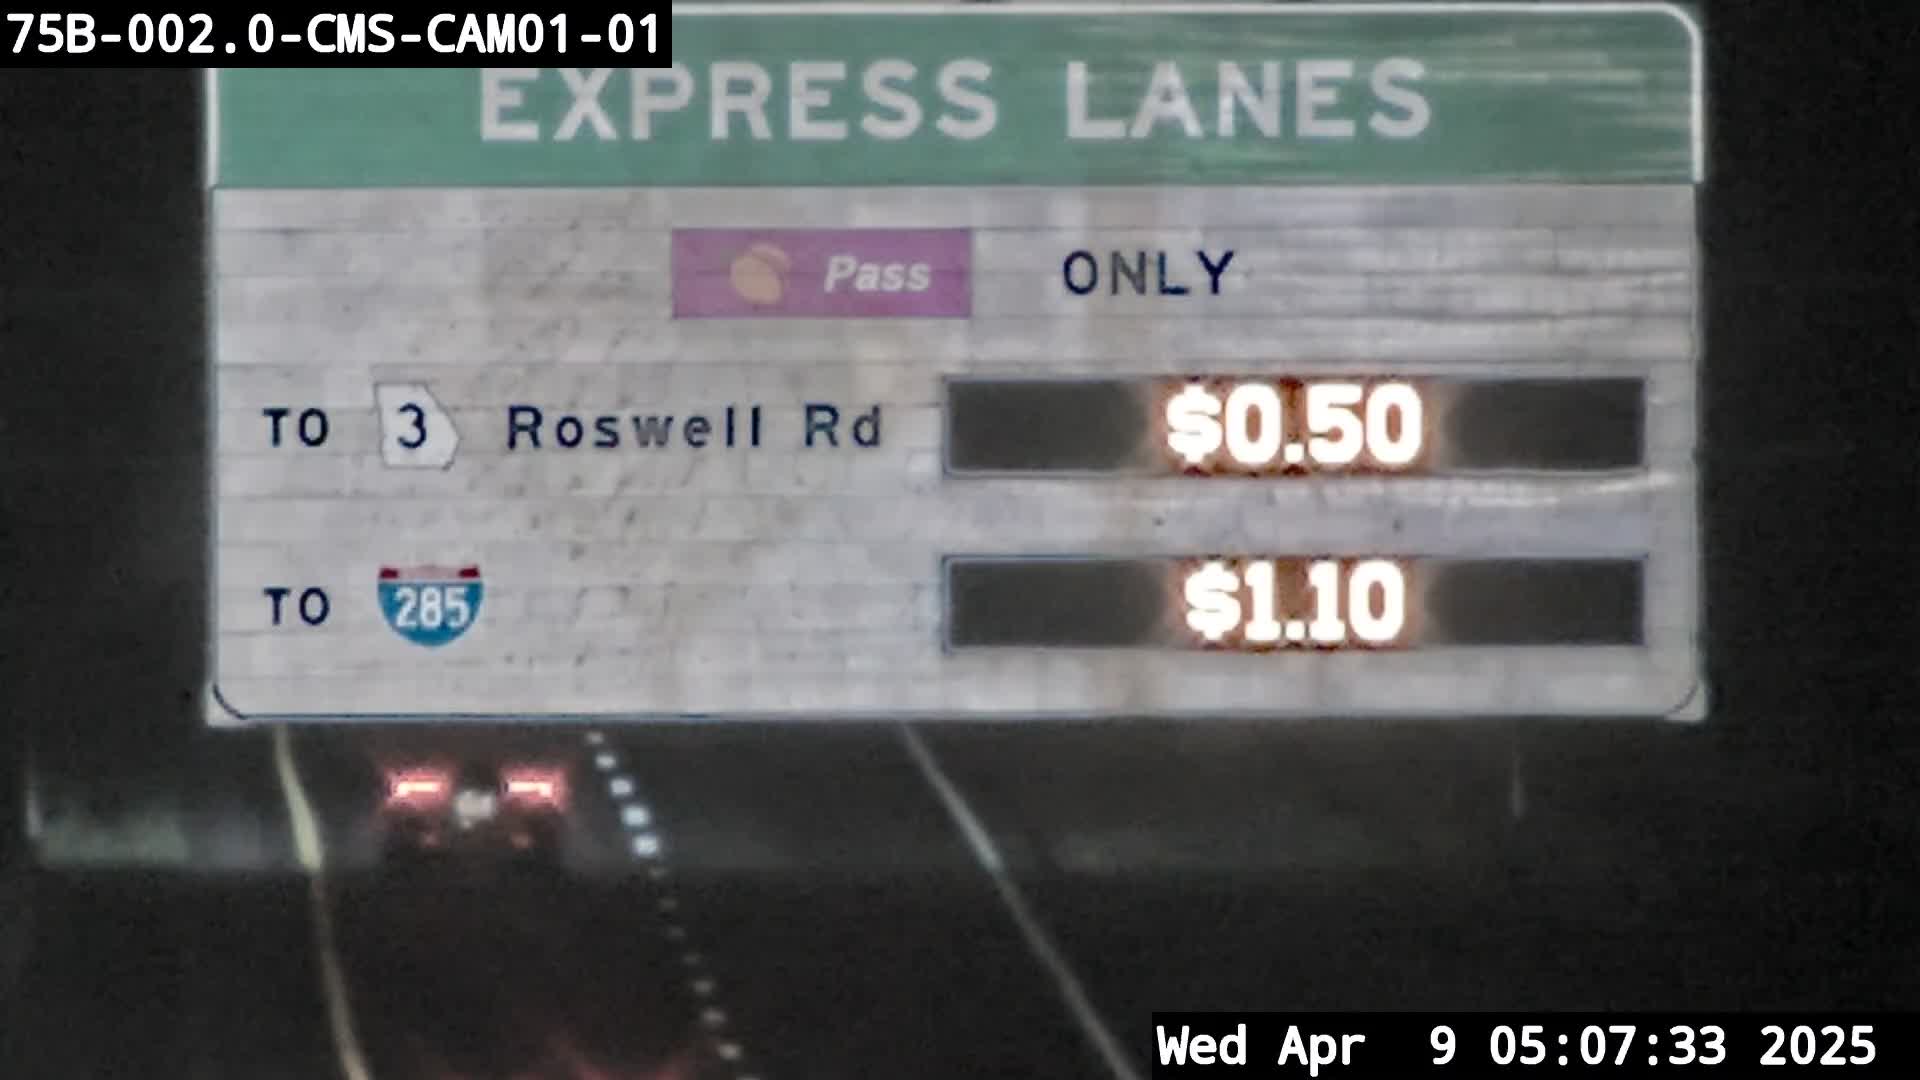 75B-002.0-CMS-CAM01-01
EXPRESS LANES
Pass ONLY
TO 3 Roswell Rd $0.50
TO 285 $1.10
Wed Apr 9 05:07:33 2025